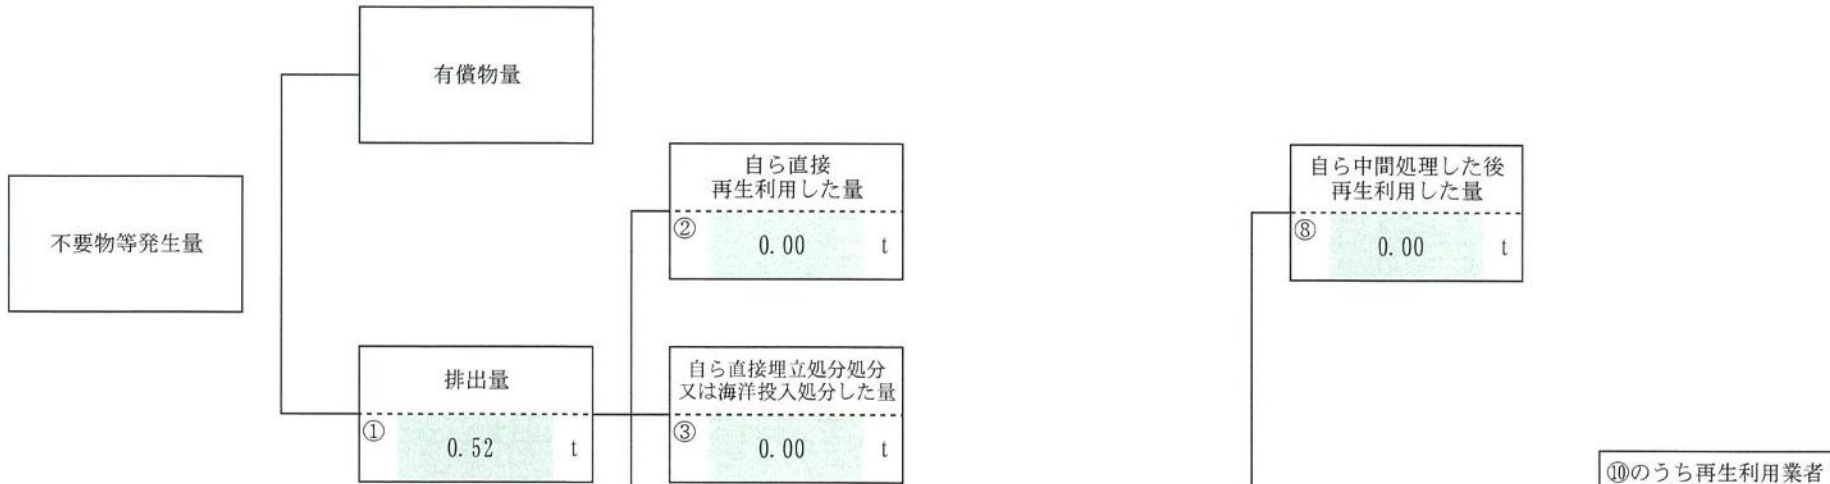 有償物量
自ら直接
再生利用した量
② 0.00 t
自ら中間処理した後
再生利用した量
⑧ 0.00 t
不要物等発生量
排出量
① 0.52 t
自ら直接埋立処分処分
又は海洋投入処分した量
③ 0.00 t
⑩のうち再生利用業者